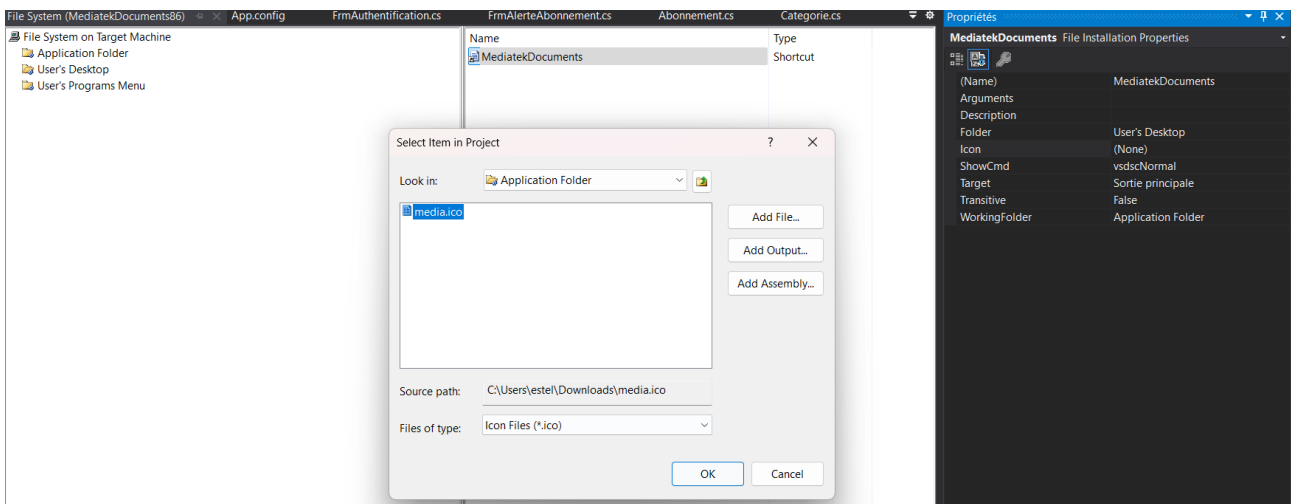 File System (MediatekDocuments86) App.config FrmAuthentification.cs FrmAlerteAbonnement.cs Abonnement.cs Categorie.cs
File System on Target Machine
Application Folder
User's Desktop
User's Programs Menu
Name Type
MediatekDocuments Shortcut
Select Item in Project ?
Look in: Application Folder
media.ico
Add File...
Add Output...
Add Assembly...
Source path: C:\Users\estel\Downloads\media.ico
Files of type: Icon Files (*.ico)
OK Cancel
Propriétés
MediatekDocuments File Installation Properties
(Name) MediatekDocuments
Arguments
Description
Folder User's Desktop
Icon (None)
ShowCmd vsdscNormal
Target Sortie principale
Transitive False
WorkingFolder Application Folder